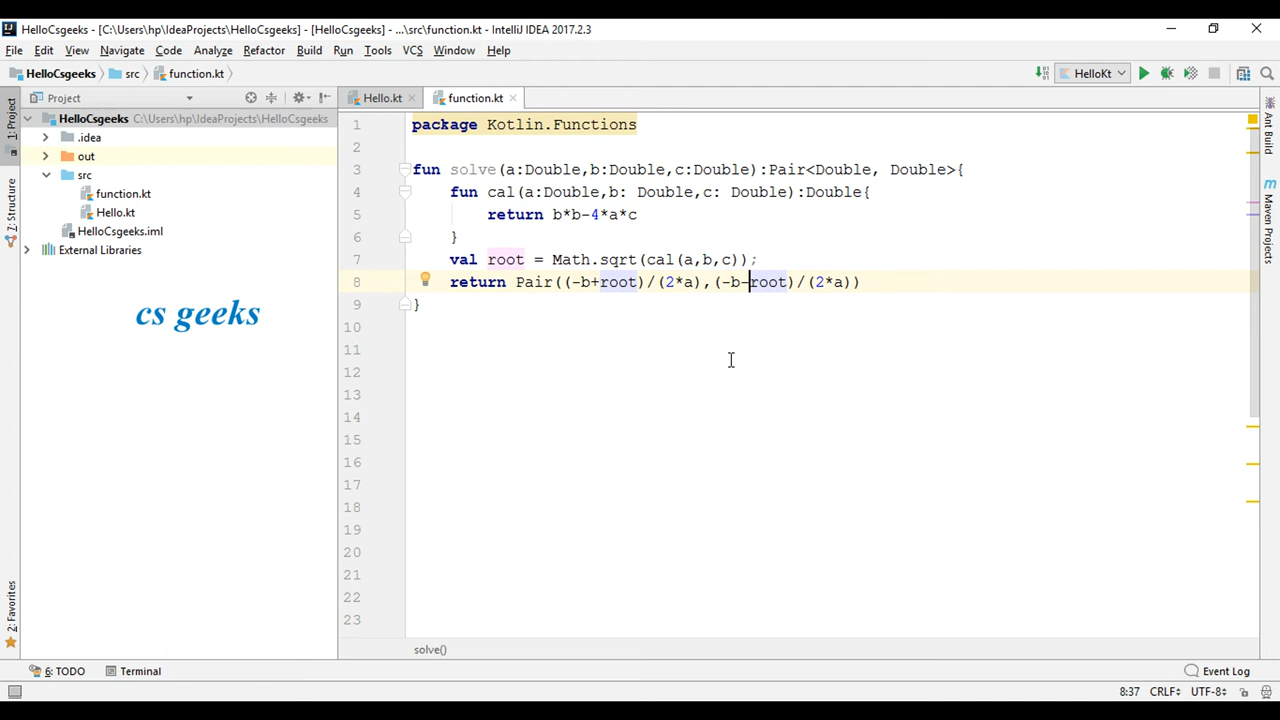 HelloCsgeeks - [C:\Users\hp\IdeaProjects\HelloCsgeeks] - [HelloCsgeeks] - ...\src\function.kt - IntelliJ IDEA 2017.2.3
File Edit View Navigate Code Analyze Refactor Build Run Tools VCS Window Help
HelloCsgeeks src function.kt HelloKt
Project Hello.kt function.kt
1: Project
Z: Structure
2: Favorites
HelloCsgeeks C:\Users\hp\IdeaProjects\HelloCsgeeks
.idea
out
src
function.kt
Hello.kt
HelloCsgeeks.iml
External Libraries
cs geeks
1 package Kotlin.Functions
2
3 fun solve(a:Double,b:Double,c:Double):Pair<Double, Double>{
4 fun cal(a:Double,b: Double,c: Double):Double{
5 return b*b-4*a*c
6 }
7 val root = Math.sqrt(cal(a,b,c));
8 return Pair((-b+root)/(2*a),(-b-root)/(2*a))
9 }
10
11
12
13
14
15
16
17
18
19
20
21
22
23
Ant Build
Maven Projects
solve()
6: TODO Terminal Event Log
8:37 CRLF UTF-8